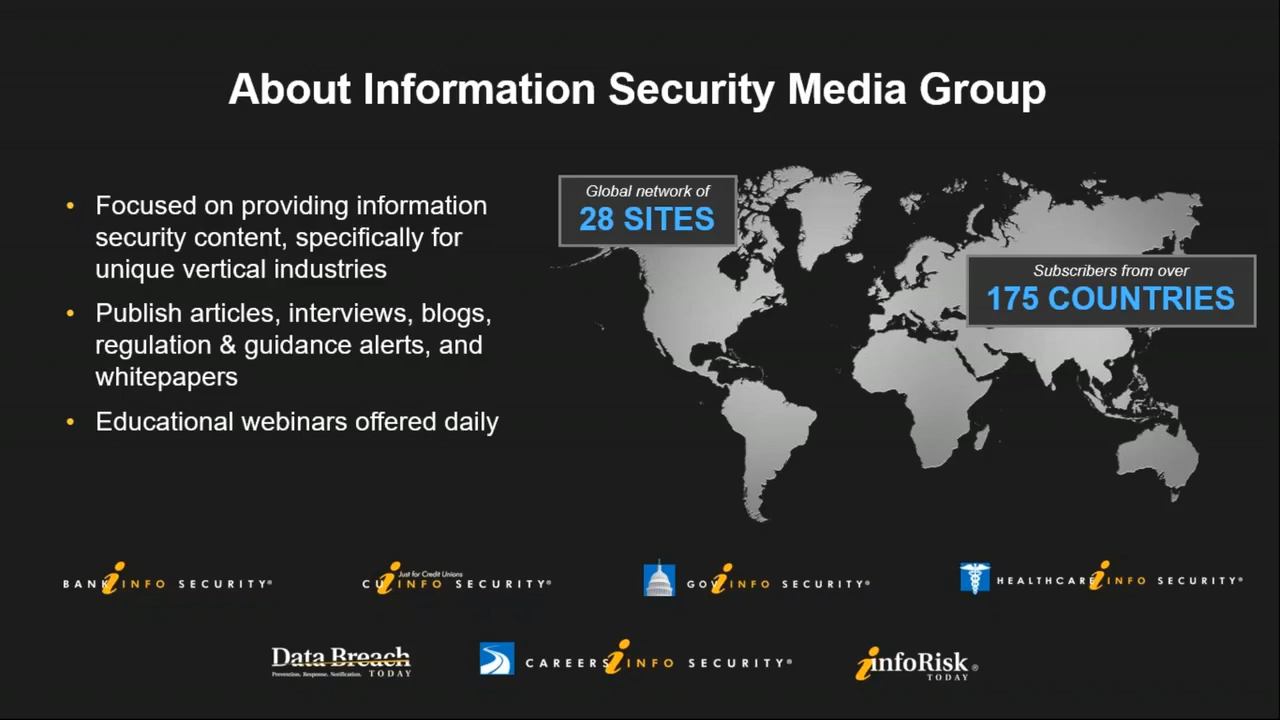 About Information Security Media Group
• Focused on providing information
security content, specifically for
unique vertical industries
• Publish articles, interviews, blogs,
regulation & guidance alerts, and
whitepapers
• Educational webinars offered daily
Global network of
28 SITES
Subscribers from over
175 COUNTRIES
BANK INFO SECURITY®
Just for Credit Unions
CU INFO SECURITY®
GOV INFO SECURITY®
HEALTHCARE INFO SECURITY®
Data Breach
Prevention. Response. Notification. TODAY
CAREERS INFO SECURITY®
infoRisk®
TODAY